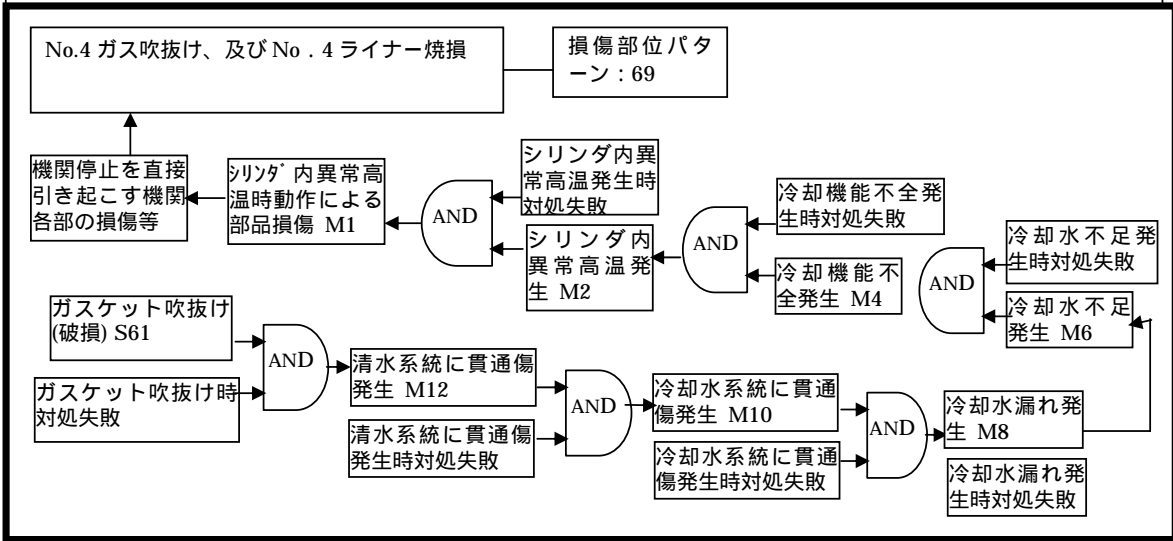 No.4 ガス吹抜け、及び No．4 ライナー焼損
損傷部位パタ
ーン：69
機関停止を直接
引き起こす機関
各部の損傷等
ｼﾘﾝﾀﾞ内異常高
温時動作による
部品損傷 M1
AND
シリンダ内異
常高温発生時
対処失敗
シリンダ内
異常高温発
生 M2
AND
冷却機能不全発
生時対処失敗
冷却機能不
全発生 M4
AND
冷却水不足発
生時対処失敗
冷却水不足
発生 M6
ガスケット吹抜け
(破損) S61
ガスケット吹抜け時
対処失敗
AND
清水系統に貫通傷
発生 M12
清水系統に貫通傷
発生時対処失敗
AND
冷却水系統に貫通
傷発生 M10
冷却水系統に貫通
傷発生時対処失敗
AND
冷却水漏れ発
生 M8
冷却水漏れ発
生時対処失敗